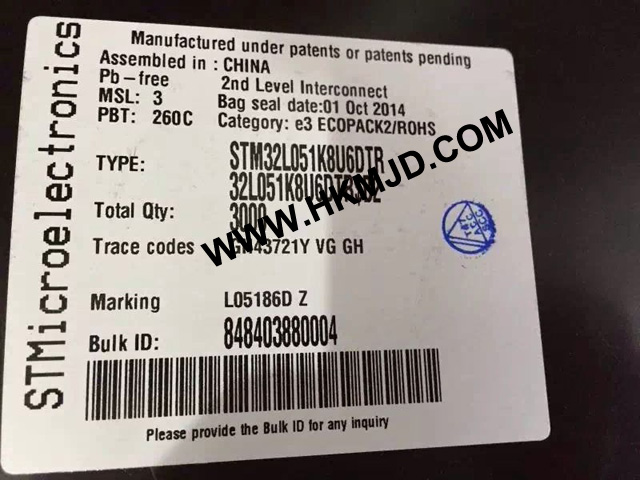 STMicroelectronics
Manufactured under patents or patents pending
Assembled in : CHINA
Pb-free 2nd Level Interconnect
MSL: 3 Bag seal date:01 Oct 2014
PBT: 260C Category: e3 ECOPACK2/ROHS
TYPE: STM32L051K8U6DTR
Total Qty: 3000
Trace codes VG GH
Marking L05186D Z
Bulk ID: 848403880004
Please provide the Bulk ID for any inquiry
WWW.HKMJD.COM